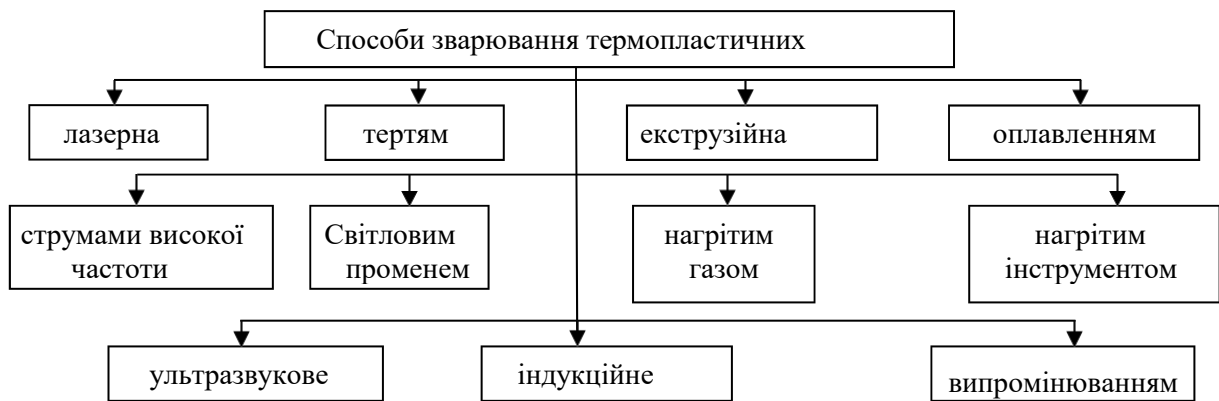 Способи зварювання термопластичних
лазерна
тертям
екструзійна
оплавленням
струмами високої
частоти
Світловим
променем
нагрітим
газом
нагрітим
інструментом
ультразвукове
індукційне
випромінюванням